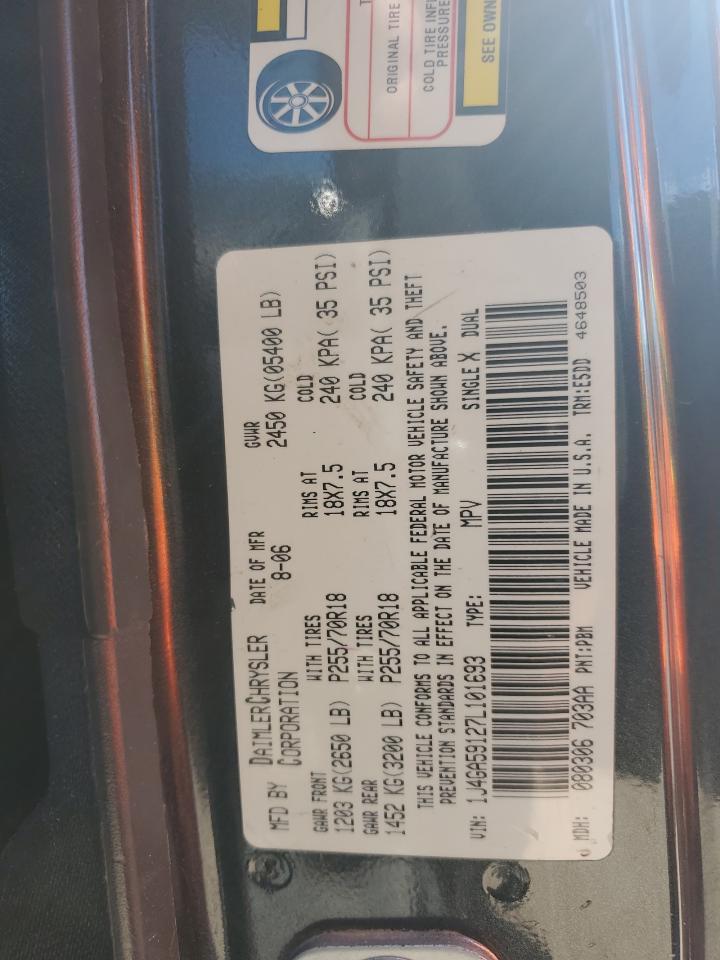 ORIGINAL TIRE
COLD TIRE INFL
PRESSURE
SEE OWN
MFD BY DAIMLERCHRYSLER CORPORATION DATE OF MFR 8-06 GVWR 2450 KG(05400 LB)
GAWR FRONT WITH TIRES RIMS AT COLD
1203 KG(2650 LB) P255/70R18 18X7.5 240 KPA( 35 PSI)
GAWR REAR WITH TIRES RIMS AT COLD
1452 KG(3200 LB) P255/70R18 18X7.5 240 KPA( 35 PSI)
THIS VEHICLE CONFORMS TO ALL APPLICABLE FEDERAL MOTOR VEHICLE SAFETY AND THEFT
PREVENTION STANDARDS IN EFFECT ON THE DATE OF MANUFACTURE SHOWN ABOVE.
VIN: 1J4GA59127L101693 TYPE: MPV SINGLE X DUAL
MDH: 080306 703AA PNT:PBM VEHICLE MADE IN U.S.A. TRM:E5DD
4648503